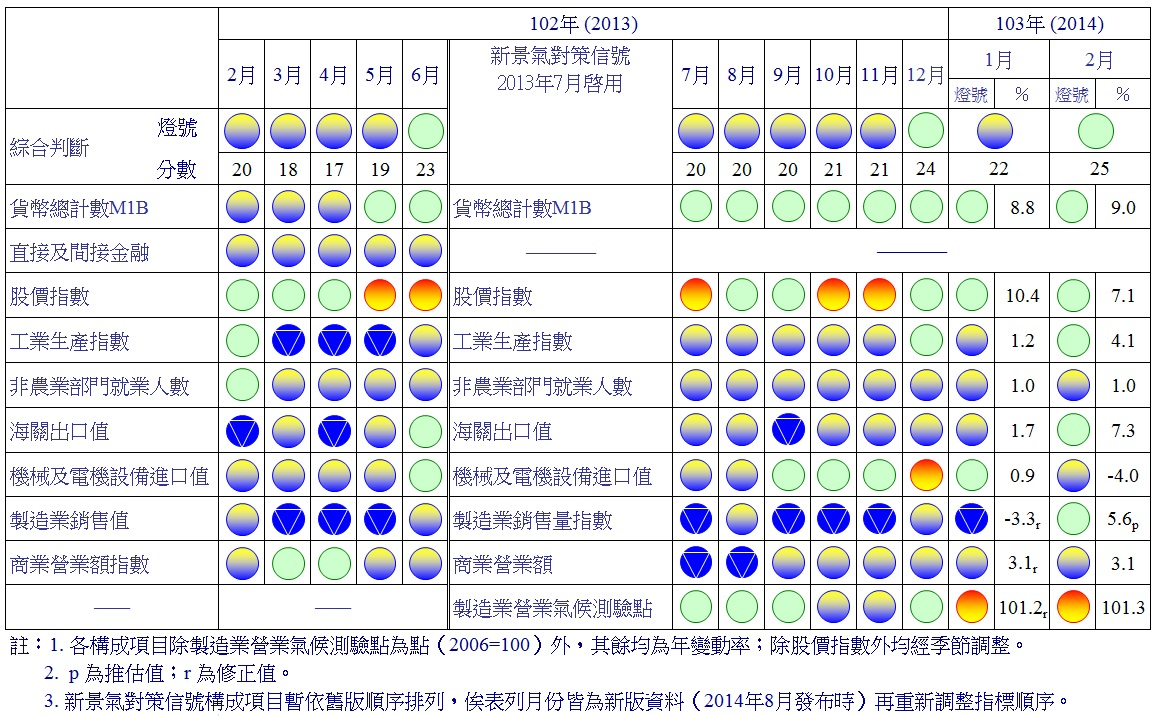 102年 (2013) 103年 (2014)
2月 3月 4月 5月 6月 新景氣對策信號 7月 8月 9月 10月 11月 12月 1月 2月
2013年7月啓用
燈號 % 燈號 %
綜合判斷 燈號
分數 20 18 17 19 23 20 20 20 21 21 24 22 25
貨幣總計數M1B 貨幣總計數M1B 8.8 9.0
直接及間接金融 —— ——
股價指數 股價指數 10.4 7.1
工業生產指數 工業生產指數 1.2 4.1
非農業部門就業人數 非農業部門就業人數 1.0 1.0
海關出口值 海關出口值 1.7 7.3
機械及電機設備進口值 機械及電機設備進口值 0.9 -4.0
製造業銷售值 製造業銷售量指數 -3.3r 5.6p
商業營業額指數 商業營業額 3.1r 3.1
—— —— 製造業營業氣候測驗點 101.2r 101.3
註：1. 各構成項目除製造業營業氣候測驗點為點（2006=100）外，其餘均為年變動率；除股價指數外均經季節調整。
2. p 為推估值；r 為修正值。
3. 新景氣對策信號構成項目暫依舊版順序排列，俟表列月份皆為新版資料（2014年8月發布時）再重新調整指標順序。